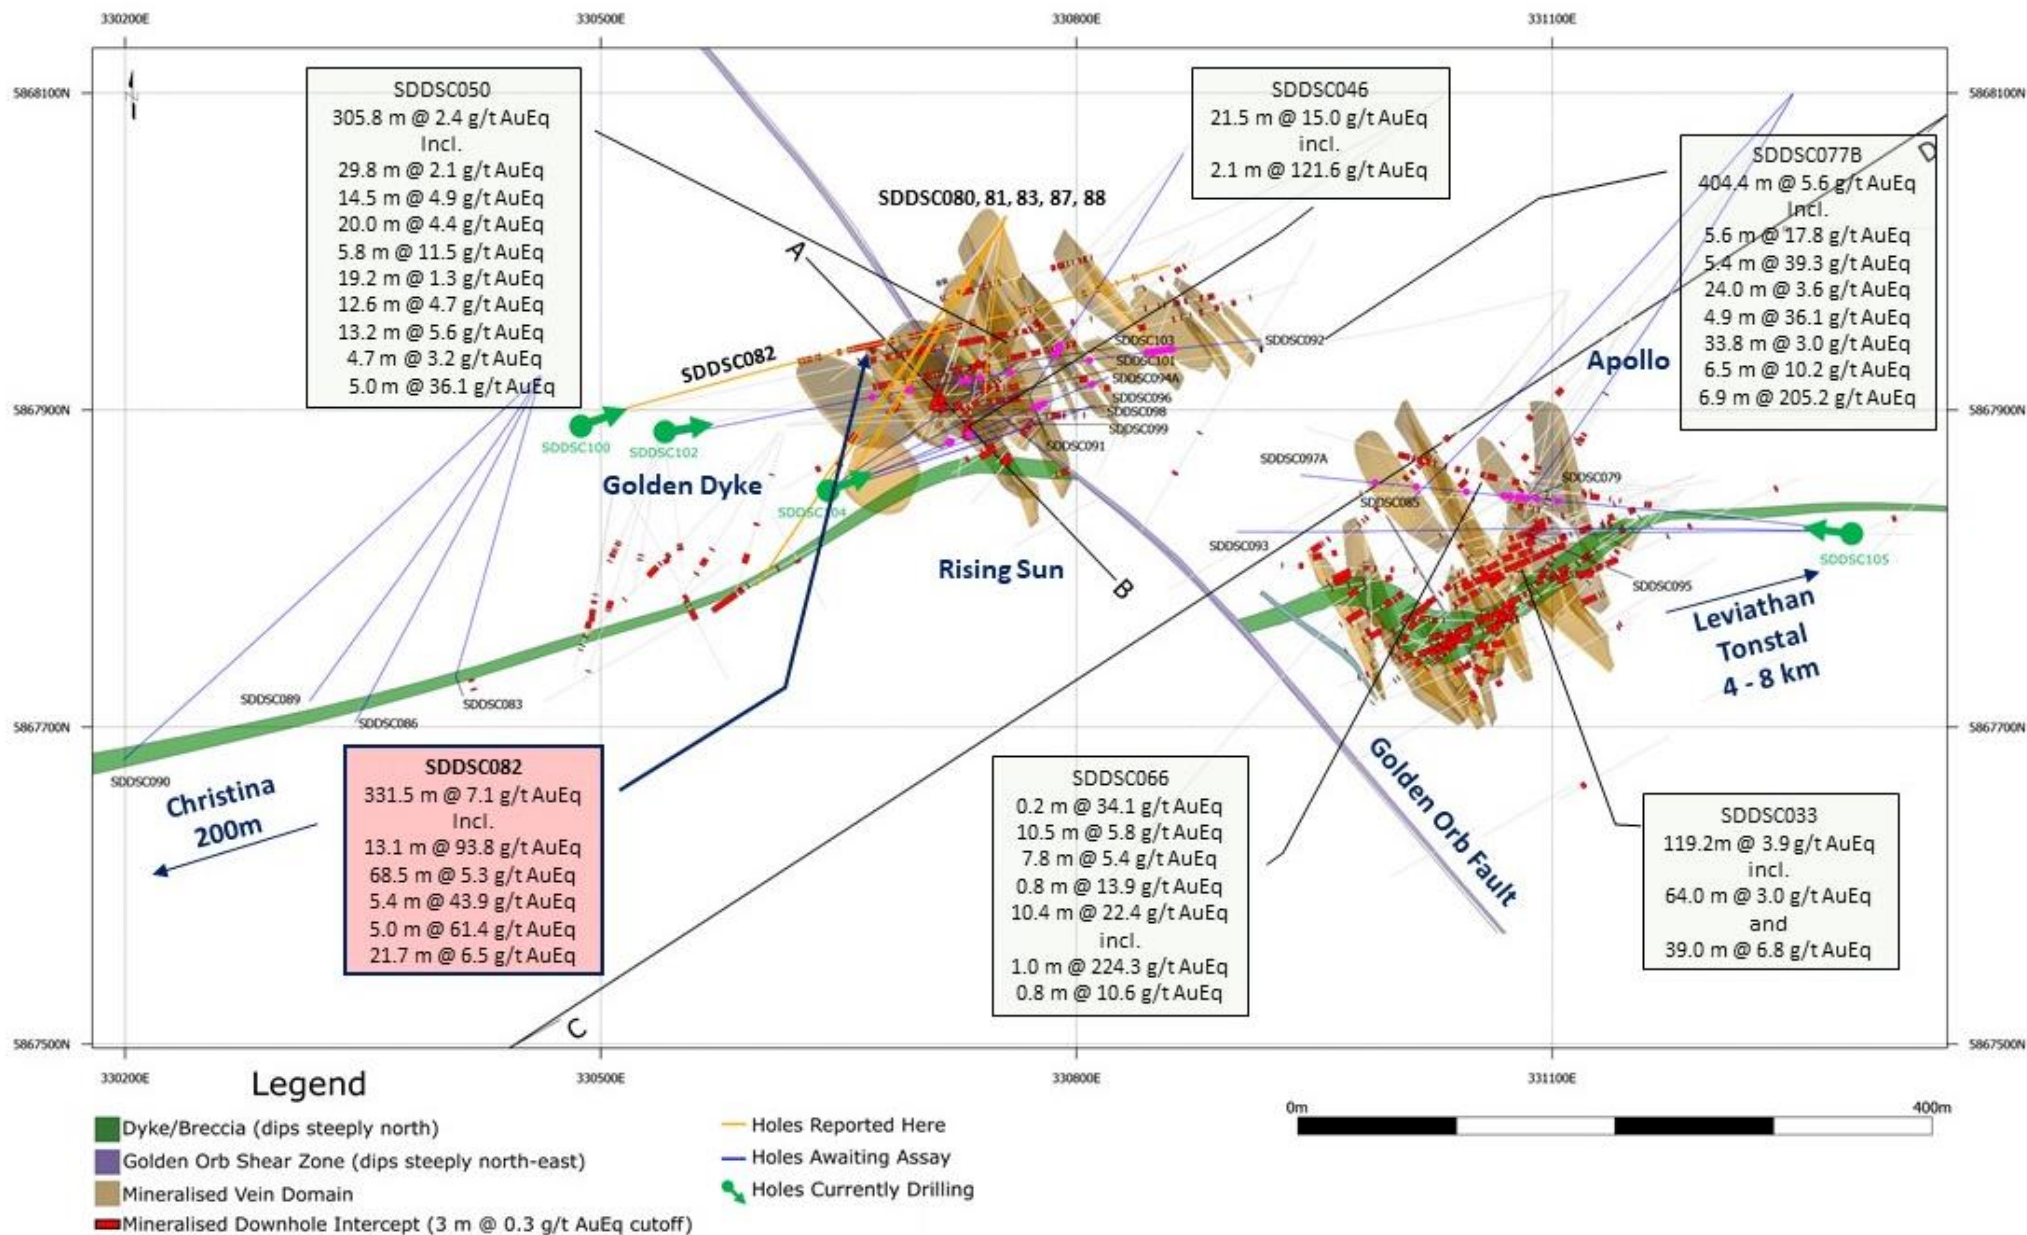 330200E
330500E
330800E
331100E
5868100N
5868100N
SDDSC050
305.8 m @ 2.4 g/t AuEq
Incl.
29.8 m @ 2.1 g/t AuEq
14.5 m @ 4.9 g/t AuEq
20.0 m @ 4.4 g/t AuEq
5.8 m @ 11.5 g/t AuEq
19.2 m @ 1.3 g/t AuEq
12.6 m @ 4.7 g/t AuEq
13.2 m @ 5.6 g/t AuEq
4.7 m @ 3.2 g/t AuEq
5.0 m @ 36.1 g/t AuEq
SDDSC046
21.5 m @ 15.0 g/t AuEq
incl.
2.1 m @ 121.6 g/t AuEq
SDDSC077B
404.4 m @ 5.6 g/t AuEq
Incl.
5.6 m @ 17.8 g/t AuEq
5.4 m @ 39.3 g/t AuEq
24.0 m @ 3.6 g/t AuEq
4.9 m @ 36.1 g/t AuEq
33.8 m @ 3.0 g/t AuEq
6.5 m @ 10.2 g/t AuEq
6.9 m @ 205.2 g/t AuEq
D
SDDSC080, 81, 83, 87, 88
A
SDDSC082
SDDSC103
SDDSC092
SDDSC101
SDDSC094A
SDDSC096
SDDSC098
SDDSC099
SDDSC091
Apollo
5867900N
5867900N
SDDSC100
SDDSC102
Golden Dyke
SDDSC104
Rising Sun
B
SDDSC097A
SDDSC079
SDDSC085
SDDSC093
SDDSC095
SDDSC105
Leviathan
Tonstal
4 - 8 km
SDDSC089
SDDSC083
SDDSC086
SDDSC090
5867700N
5867700N
Christina
200m
SDDSC082
331.5 m @ 7.1 g/t AuEq
Incl.
13.1 m @ 93.8 g/t AuEq
68.5 m @ 5.3 g/t AuEq
5.4 m @ 43.9 g/t AuEq
5.0 m @ 61.4 g/t AuEq
21.7 m @ 6.5 g/t AuEq
SDDSC066
0.2 m @ 34.1 g/t AuEq
10.5 m @ 5.8 g/t AuEq
7.8 m @ 5.4 g/t AuEq
0.8 m @ 13.9 g/t AuEq
10.4 m @ 22.4 g/t AuEq
incl.
1.0 m @ 224.3 g/t AuEq
0.8 m @ 10.6 g/t AuEq
Golden Orb Fault
SDDSC033
119.2m @ 3.9 g/t AuEq
incl.
64.0 m @ 3.0 g/t AuEq
and
39.0 m @ 6.8 g/t AuEq
C
5867500N
5867500N
330200E
330500E
330800E
331100E
Legend
Dyke/Breccia (dips steeply north)
Golden Orb Shear Zone (dips steeply north-east)
Mineralised Vein Domain
Mineralised Downhole Intercept (3 m @ 0.3 g/t AuEq cutoff)
Holes Reported Here
Holes Awaiting Assay
Holes Currently Drilling
0m
400m